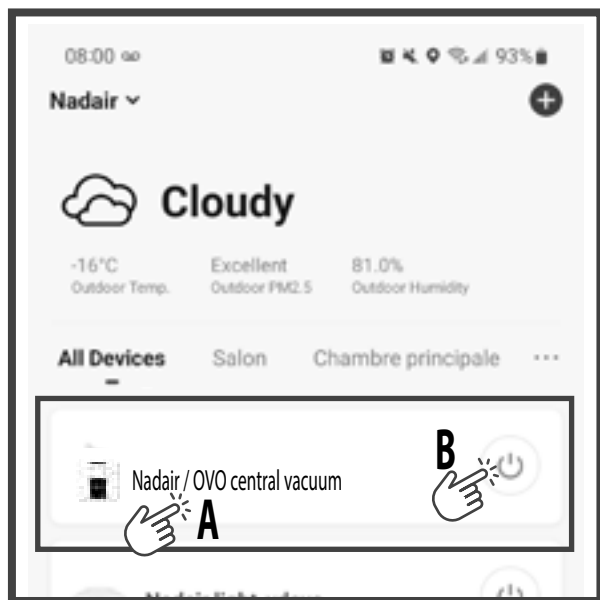 08:00
93%
Nadair
Cloudy
-16°C Excellent 81.0%
Outdoor Temp. Outdoor PM2.5 Outdoor Humidity
All Devices Salon Chambre principale ...
B
Nadair / OVO central vacuum
A